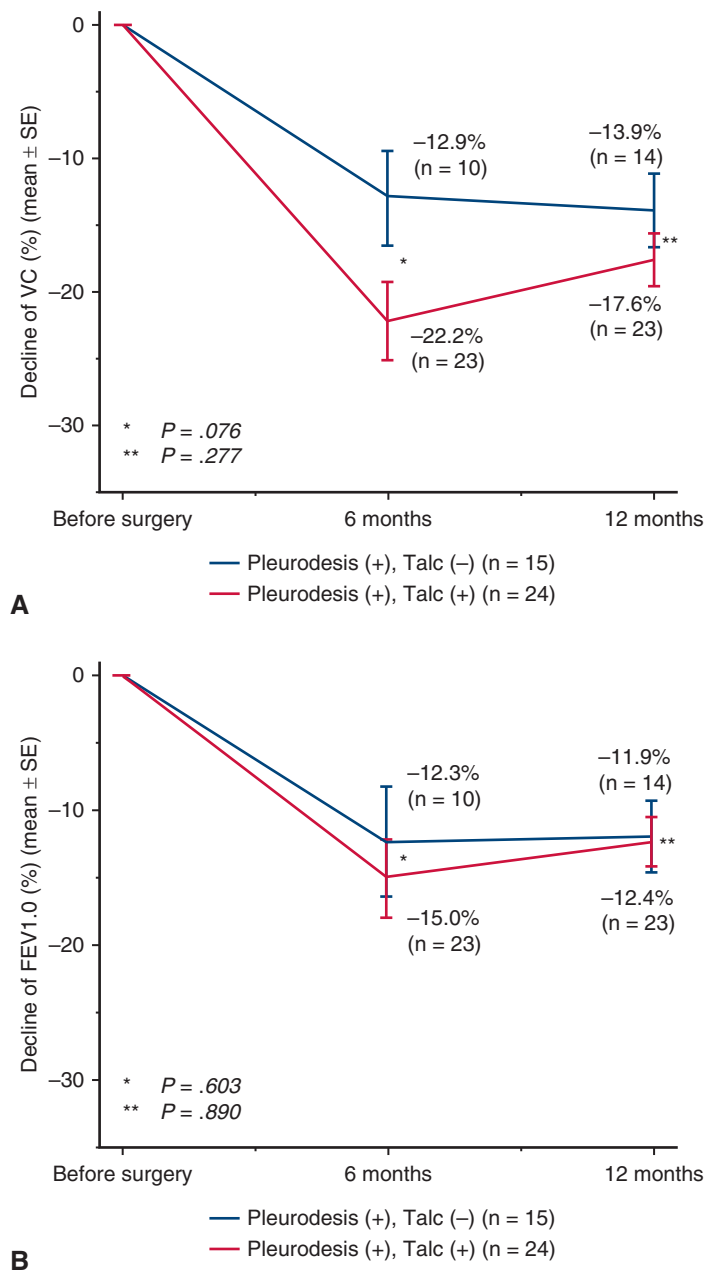 0
–10
–20
–30
Decline of VC (%) (mean ± SE)
–12.9%
(n = 10)
–13.9%
(n = 14)
*
**
–22.2%
(n = 23)
–17.6%
(n = 23)
* P = .076
** P = .277
Before surgery 6 months 12 months
Pleurodesis (+), Talc (–) (n = 15)
Pleurodesis (+), Talc (+) (n = 24)
A
0
–10
–20
–30
Decline of FEV1.0 (%) (mean ± SE)
–12.3%
(n = 10)
–11.9%
(n = 14)
*
**
–15.0%
(n = 23)
–12.4%
(n = 23)
* P = .603
** P = .890
Before surgery 6 months 12 months
Pleurodesis (+), Talc (–) (n = 15)
Pleurodesis (+), Talc (+) (n = 24)
B